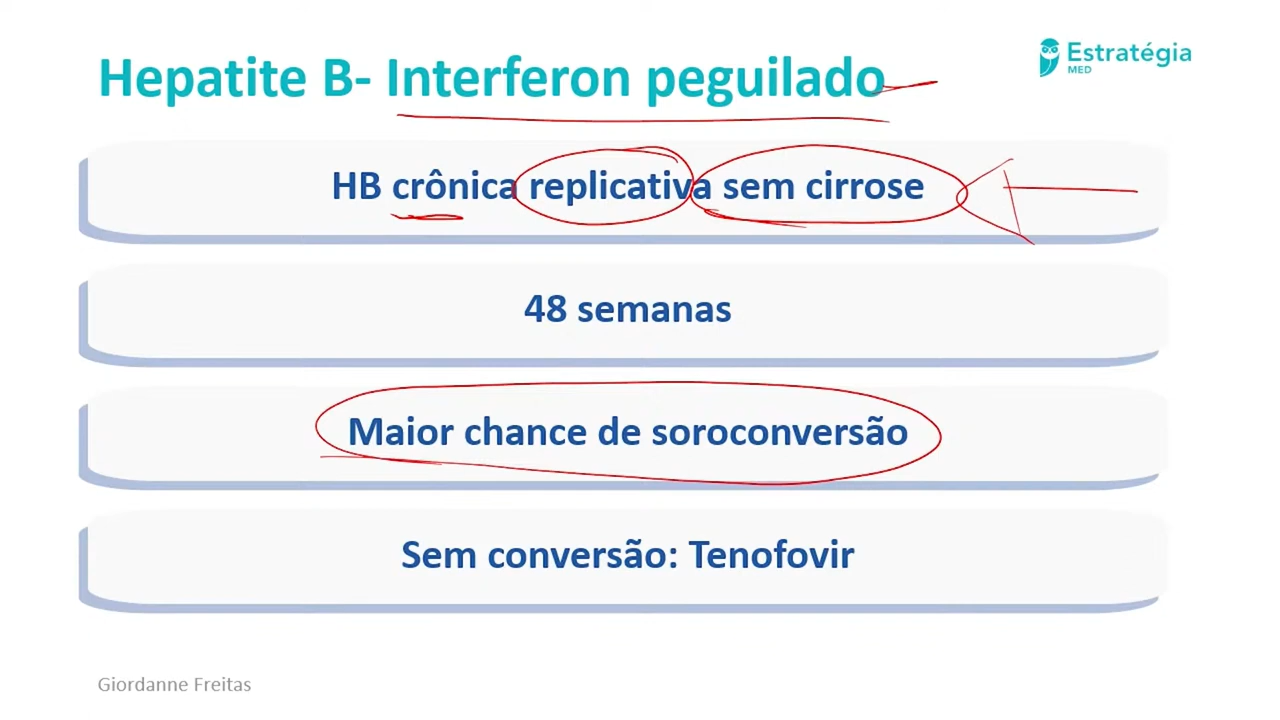 Hepatite B- Interferon peguilado
Estratégia
MED
HB crônica replicativa sem cirrose
48 semanas
Maior chance de soroconversão
Sem conversão: Tenofovir
Giordanne Freitas